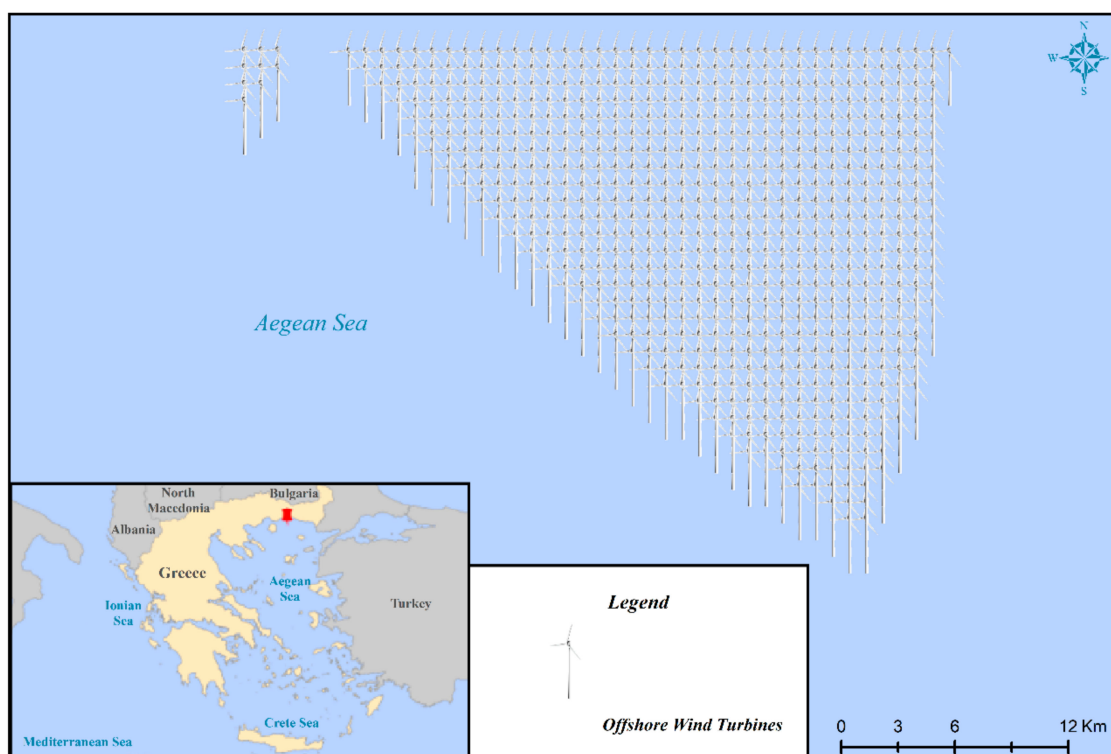 N
W
S
Aegean Sea
North
Macedonia
Bulgaria
Albania
Greece
Aegean
Sea
Ionian
Sea
Turkey
Crete Sea
Mediterranean Sea
Legend
Offshore Wind Turbines
0 3 6 12 Km